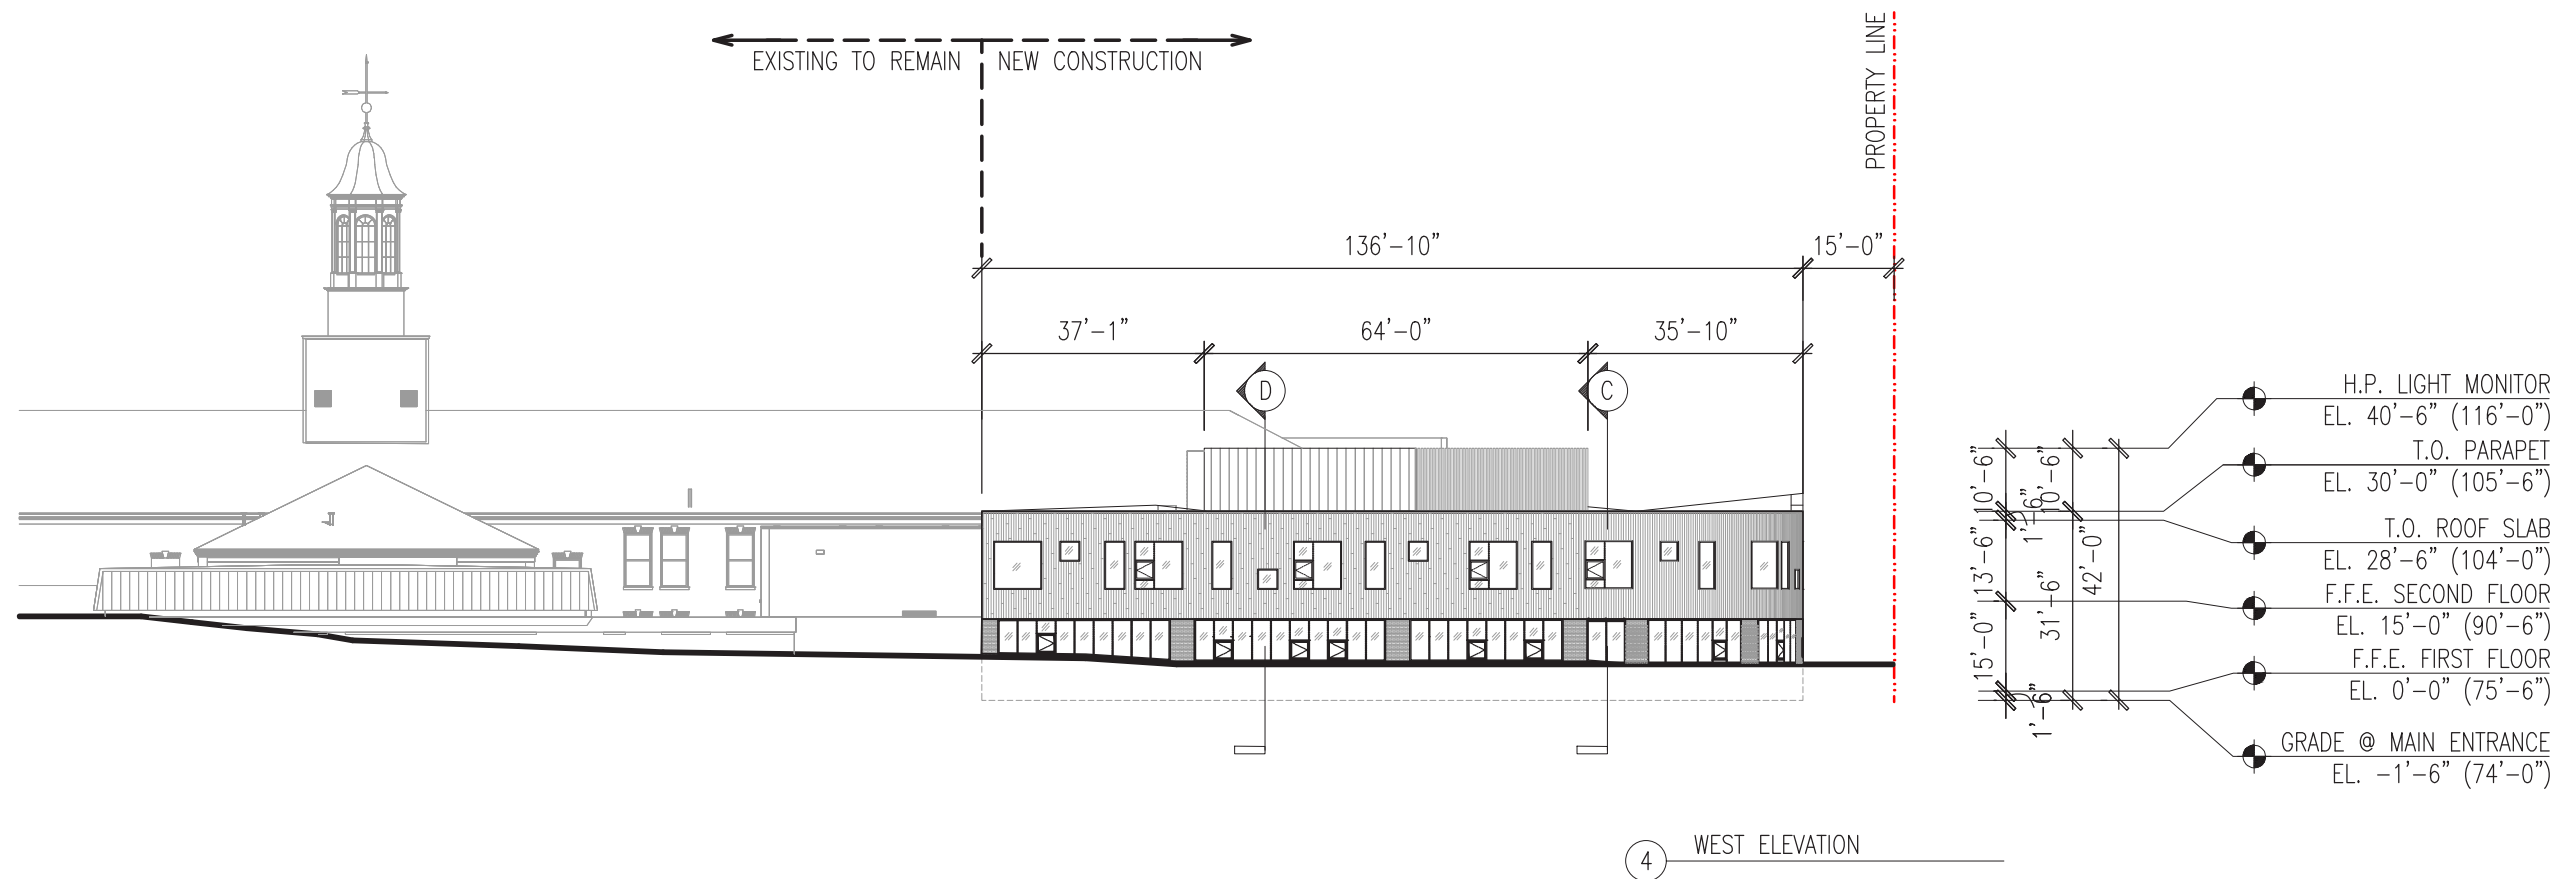 PROPERTY LINE
EXISTING TO REMAIN
NEW CONSTRUCTION
136'-10"
15'-0"
37'-1"
64'-0"
35'-10"
D
C
H.P. LIGHT MONITOR
EL. 40'-6" (116'-0")
T.O. PARAPET
EL. 30'-0" (105'-6")
T.O. ROOF SLAB
EL. 28'-6" (104'-0")
F.F.E. SECOND FLOOR
EL. 15'-0" (90'-6")
F.F.E. FIRST FLOOR
EL. 0'-0" (75'-6")
GRADE @ MAIN ENTRANCE
EL. -1'-6" (74'-0")
10'-6"
1'-6"
10'-6"
13'-6"
42'-0"
31'-6"
15'-0"
1'-6"
4
WEST ELEVATION